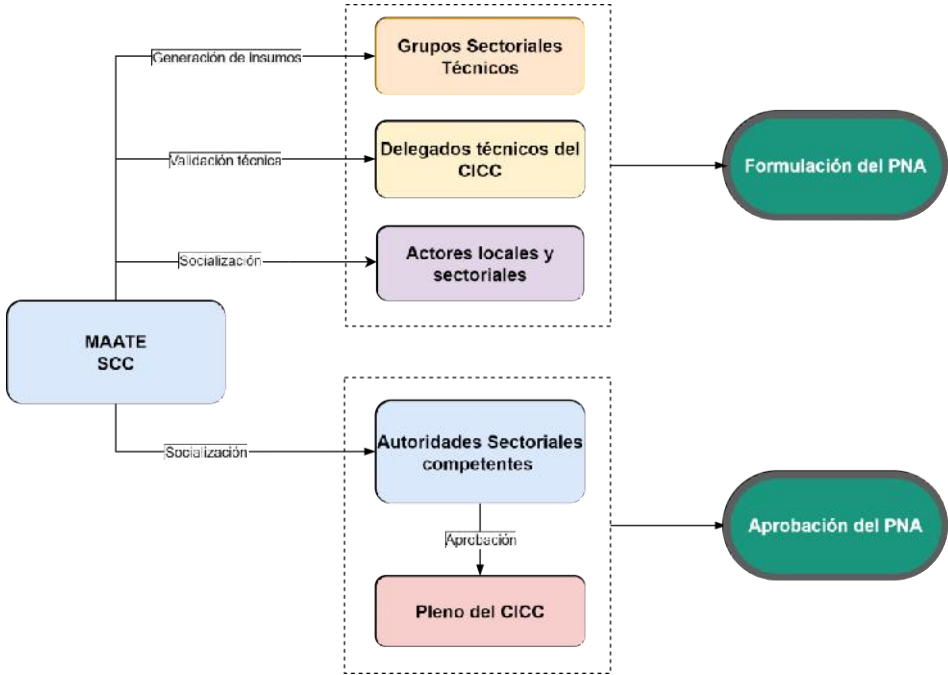 Generación de insumos
Grupos Sectoriales
Técnicos
Validación técnica
Delegados técnicos del
CICC
Formulación del PNA
Socialización
Actores locales y
sectoriales
MAATE
SCC
Socialización
Autoridades Sectoriales
competentes
Aprobación
Pleno del CICC
Aprobación del PNA